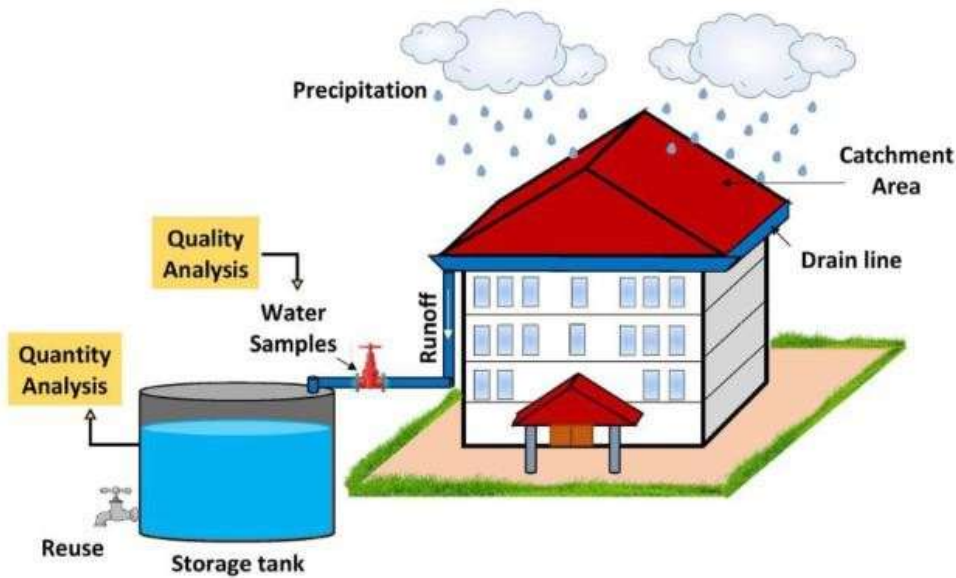 Precipitation
Catchment
Area
Quality
Analysis
Drain line
Water
Samples
Runoff
Quantity
Analysis
Reuse
Storage tank